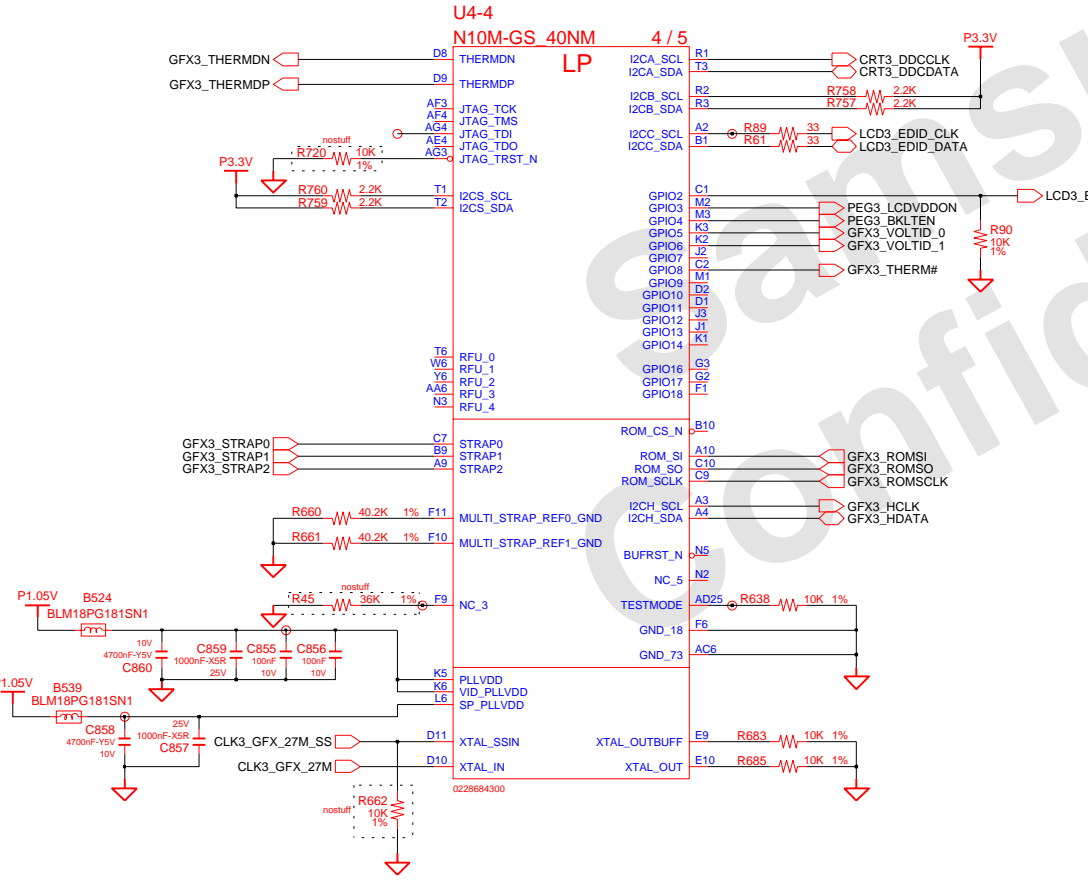 U4-4
N10M-GS_40NM 4 / 5
LP
GFX3_THERMDN D8 THERMDN
GFX3_THERMDP D9 THERMDP
AF3 JTAG_TCK
AF4 JTAG_TMS
AG4 JTAG_TDI
AE4 JTAG_TDO
AG3 JTAG_TRST_N
nostuff
R720 10K
1%
P3.3V
R760 2.2K T1 I2CS_SCL
R759 2.2K T2 I2CS_SDA
T6 RFU_0
W6 RFU_1
Y6 RFU_2
AA6 RFU_3
N3 RFU_4
GFX3_STRAP0 C7 STRAP0
GFX3_STRAP1 B9 STRAP1
GFX3_STRAP2 A9 STRAP2
R660 40.2K 1% F11 MULTI_STRAP_REF0_GND
R661 40.2K 1% F10 MULTI_STRAP_REF1_GND
nostuff
R45 36K 1% F9 NC_3
P1.05V
B524
BLM18PG181SN1
10V
4700nF-Y5V
C860
C859
1000nF-X5R
25V
C855
100nF
10V
C856
100nF
10V
K5 PLLVDD
K6 VID_PLLVDD
L6 SP_PLLVDD
1.05V
B539
BLM18PG181SN1
C858
4700nF-Y5V
10V
25V
1000nF-X5R
C857
CLK3_GFX_27M_SS D11 XTAL_SSIN
CLK3_GFX_27M D10 XTAL_IN
nostuff
R662
10K
1%
0228684300
I2CA_SCL R1 CRT3_DDCCLK
I2CA_SDA T3 CRT3_DDCDATA
P3.3V
I2CB_SCL R2 R758 2.2K
I2CB_SDA R3 R757 2.2K
I2CC_SCL A2 R89 33 LCD3_EDID_CLK
I2CC_SDA B1 R61 33 LCD3_EDID_DATA
GPIO2 C1 LCD3_
GPIO3 M2 PEG3_LCDVDDON
GPIO4 M3 PEG3_BKLTEN
GPIO5 K3 GFX3_VOLTID_0
GPIO6 K2 GFX3_VOLTID_1
GPIO7 J2
GPIO8 C2 GFX3_THERM#
GPIO9 M1
GPIO10 D2
GPIO11 D1
GPIO12 J3
GPIO13 J1
GPIO14 K1
R90
10K
1%
GPIO16 G3
GPIO17 G2
GPIO18 F1
ROM_CS_N B10
ROM_SI A10 GFX3_ROMSI
ROM_SO C10 GFX3_ROMSO
ROM_SCLK C9 GFX3_ROMSCLK
I2CH_SCL A3 GFX3_HCLK
I2CH_SDA A4 GFX3_HDATA
BUFRST_N N5
NC_5 N2
TESTMODE AD25 R638 10K 1%
GND_18 F6
GND_73 AC6
XTAL_OUTBUFF E9 R683 10K 1%
XTAL_OUT E10 R685 10K 1%
Sams
Confid